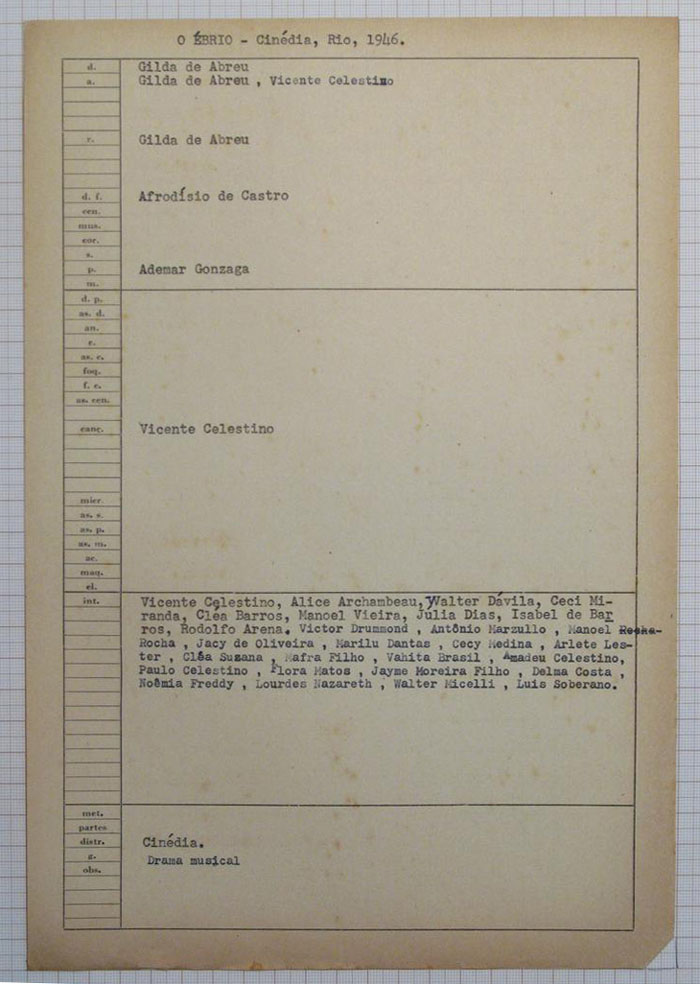 O ÉBRIO - Cinédia, Rio, 1946.
d. Gilda de Abreu
a. Gilda de Abreu , Vicente Celestino
r. Gilda de Abreu
d. f. Afrodísio de Castro
cen.
mus.
cor.
s.
p. Ademar Gonzaga
m.
d. p.
as. d.
an.
c.
as. c.
foq.
f. c.
as. cen.
canç. Vicente Celestino
micr.
as. s.
as. p.
as. m.
ac.
maq.
el.
int. Vicente Celestino, Alice Archambeau, Walter Dávila, Ceci Mi-
randa, Cléa Barros, Manoel Vieira, Julia Dias, Isabel de Bar
ros, Rodolfo Arena. Victor Drummond , Antônio Marzullo , Manoel Rocha-
Rocha , Jacy de Oliveira , Marilu Dantas , Cecy Medina , Arlete Les-
ter , Cléa Suzana , Mafra Filho , Vahita Brasil , Amadeu Celestino,
Paulo Celestino , Flora Matos , Jayme Moreira Filho , Delma Costa ,
Noêmia Freddy , Lourdes Nazareth , Walter Micelli , Luis Soberano.
met.
partes
distr. Cinédia.
g. Drama musical
obs.